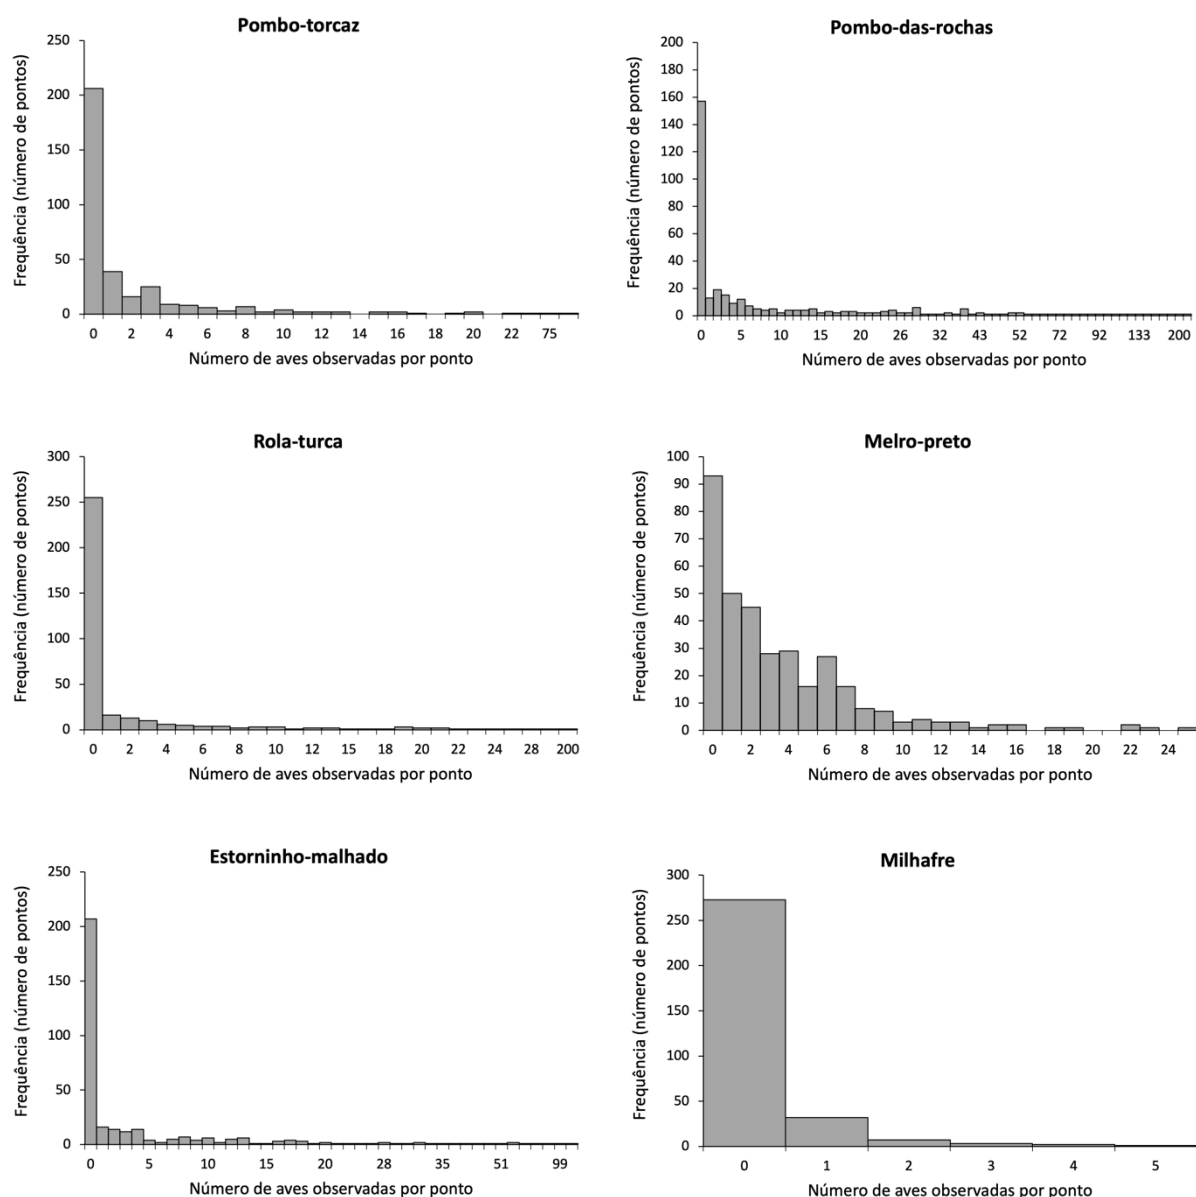 Pombo-torcaz
250
200
150
100
50
0
Frequência (número de pontos)
0 2 4 6 8 10 12 14 16 18 20 22 75
Número de aves observadas por ponto
Pombo-das-rochas
200
180
160
140
120
100
80
60
40
20
0
Frequência (número de pontos)
0 5 10 15 20 26 32 43 52 72 92 133 200
Número de aves observadas por ponto
Rola-turca
300
250
200
150
100
50
0
Frequência (número de pontos)
0 2 4 6 8 10 12 15 18 20 22 24 28 200
Número de aves observadas por ponto
Melro-preto
100
90
80
70
60
50
40
30
20
10
0
Frequência (número de pontos)
0 2 4 6 8 10 12 14 16 18 20 22 24
Número de aves observadas por ponto
Estorninho-malhado
250
200
150
100
50
0
Frequência (número de pontos)
0 5 10 15 20 28 35 51 99
Número de aves observadas por ponto
Milhafre
300
250
200
150
100
50
0
Frequência (número de pontos)
0 1 2 3 4 5
Número de aves observadas por ponto